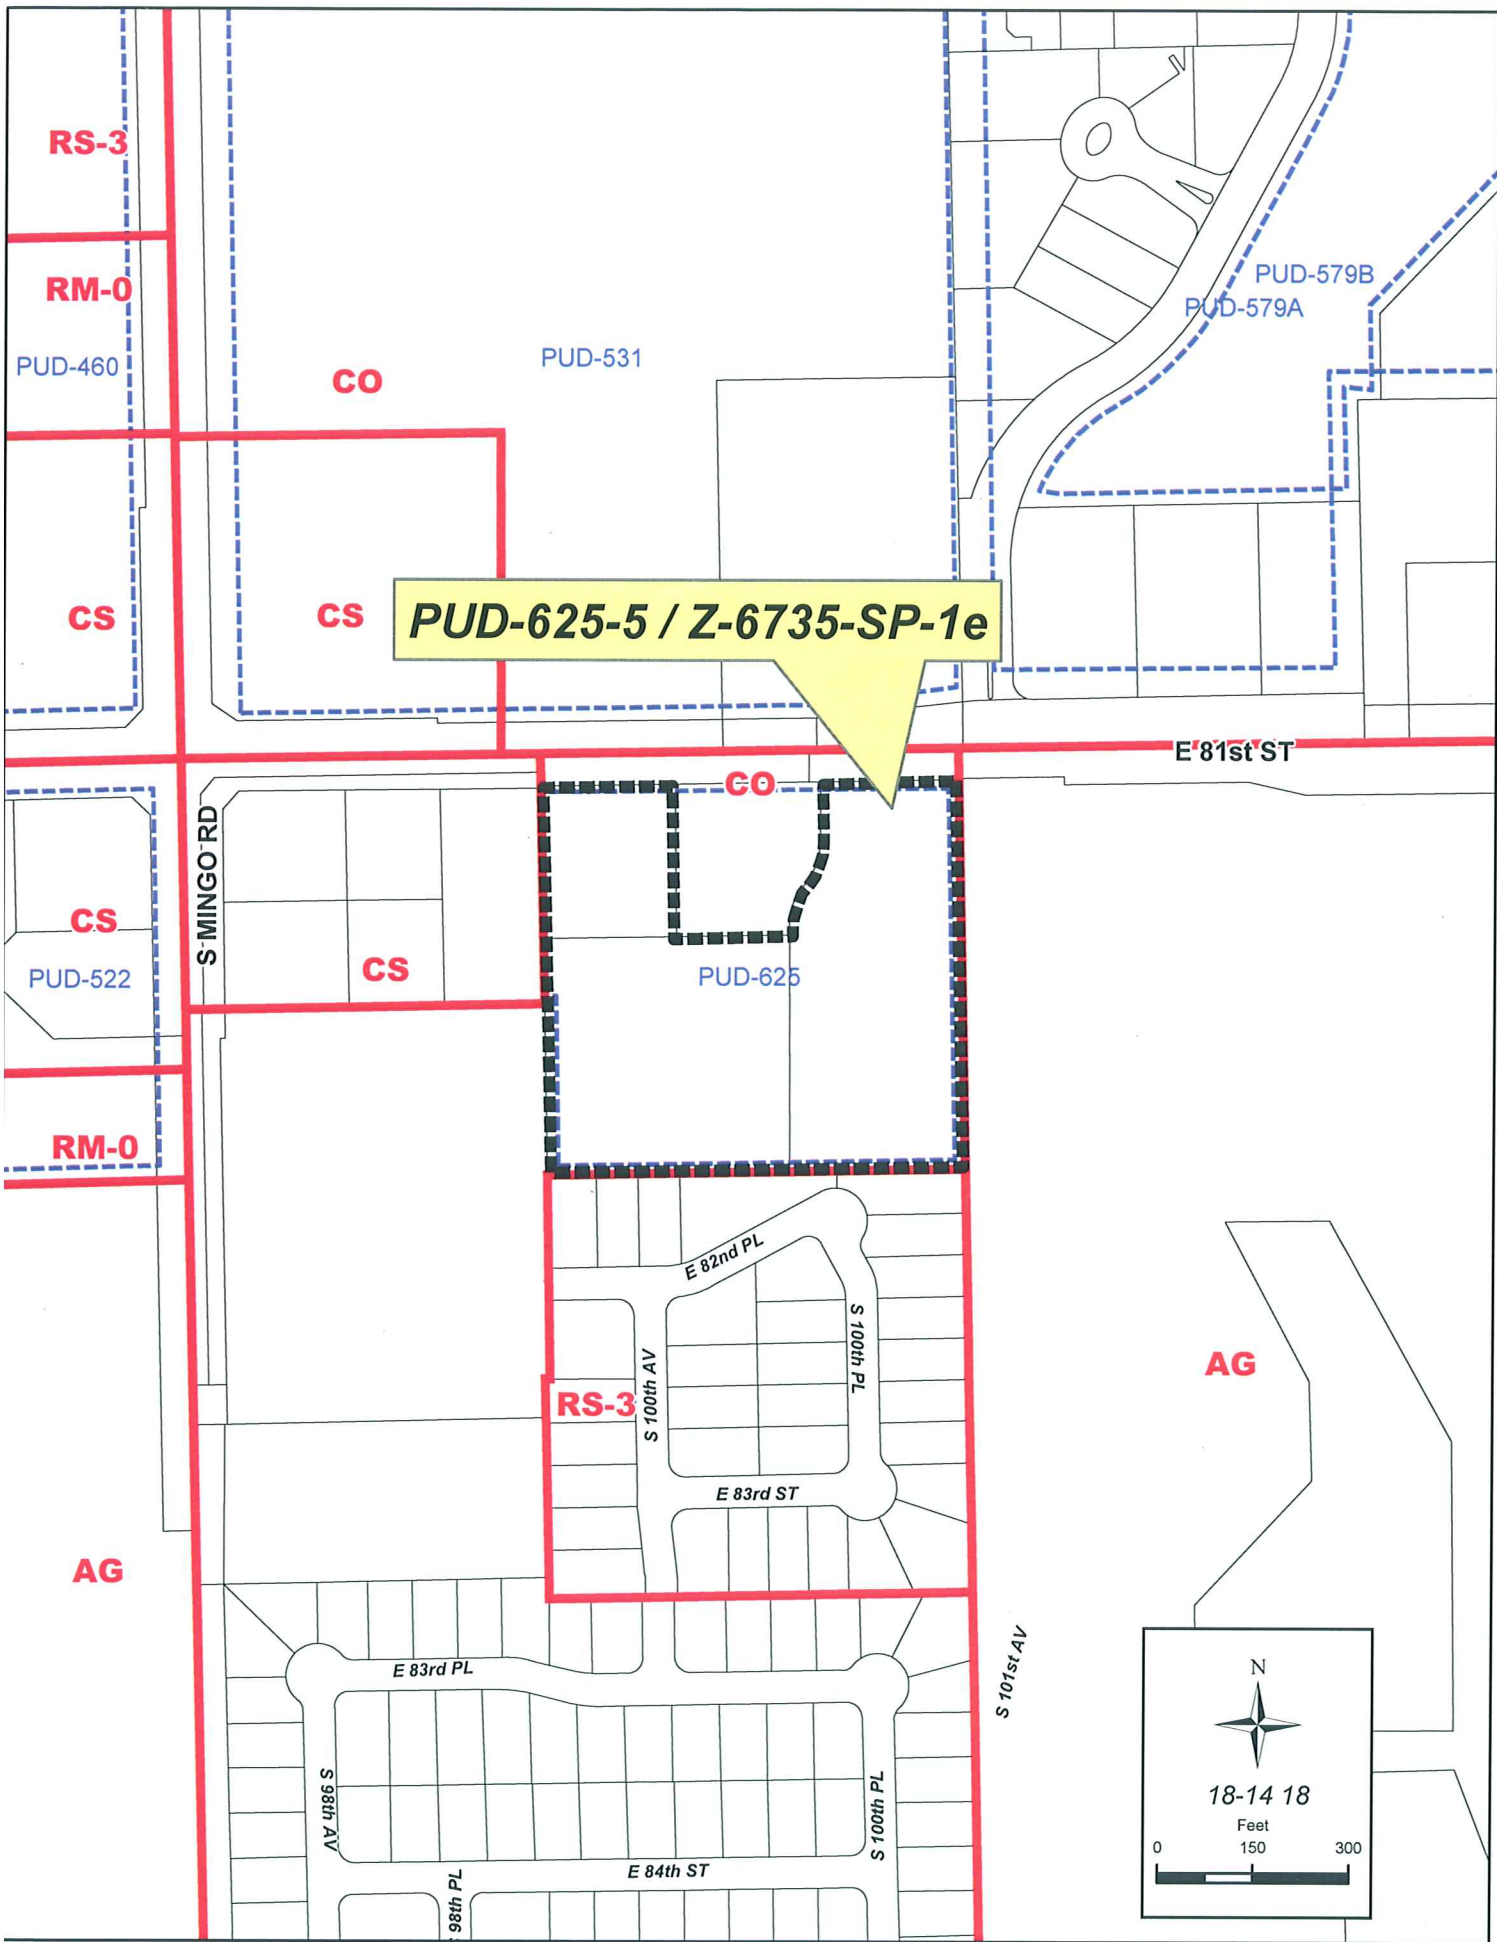 RS-3
RM-0
PUD-460
CO
PUD-531
PUD-579B
PUD-579A
CS
CS
PUD-625-5 / Z-6735-SP-1e
E 81st ST
CO
S MINGO RD
CS
CS
PUD-522
PUD-625
RM-0
E 82nd PL
S 100th PL
S 100th AV
RS-3
AG
E 83rd ST
AG
S 101st AV
E 83rd PL
S 98th AV
S 100th PL
E 84th ST
98th PL
N
18-14 18
Feet
0 150 300